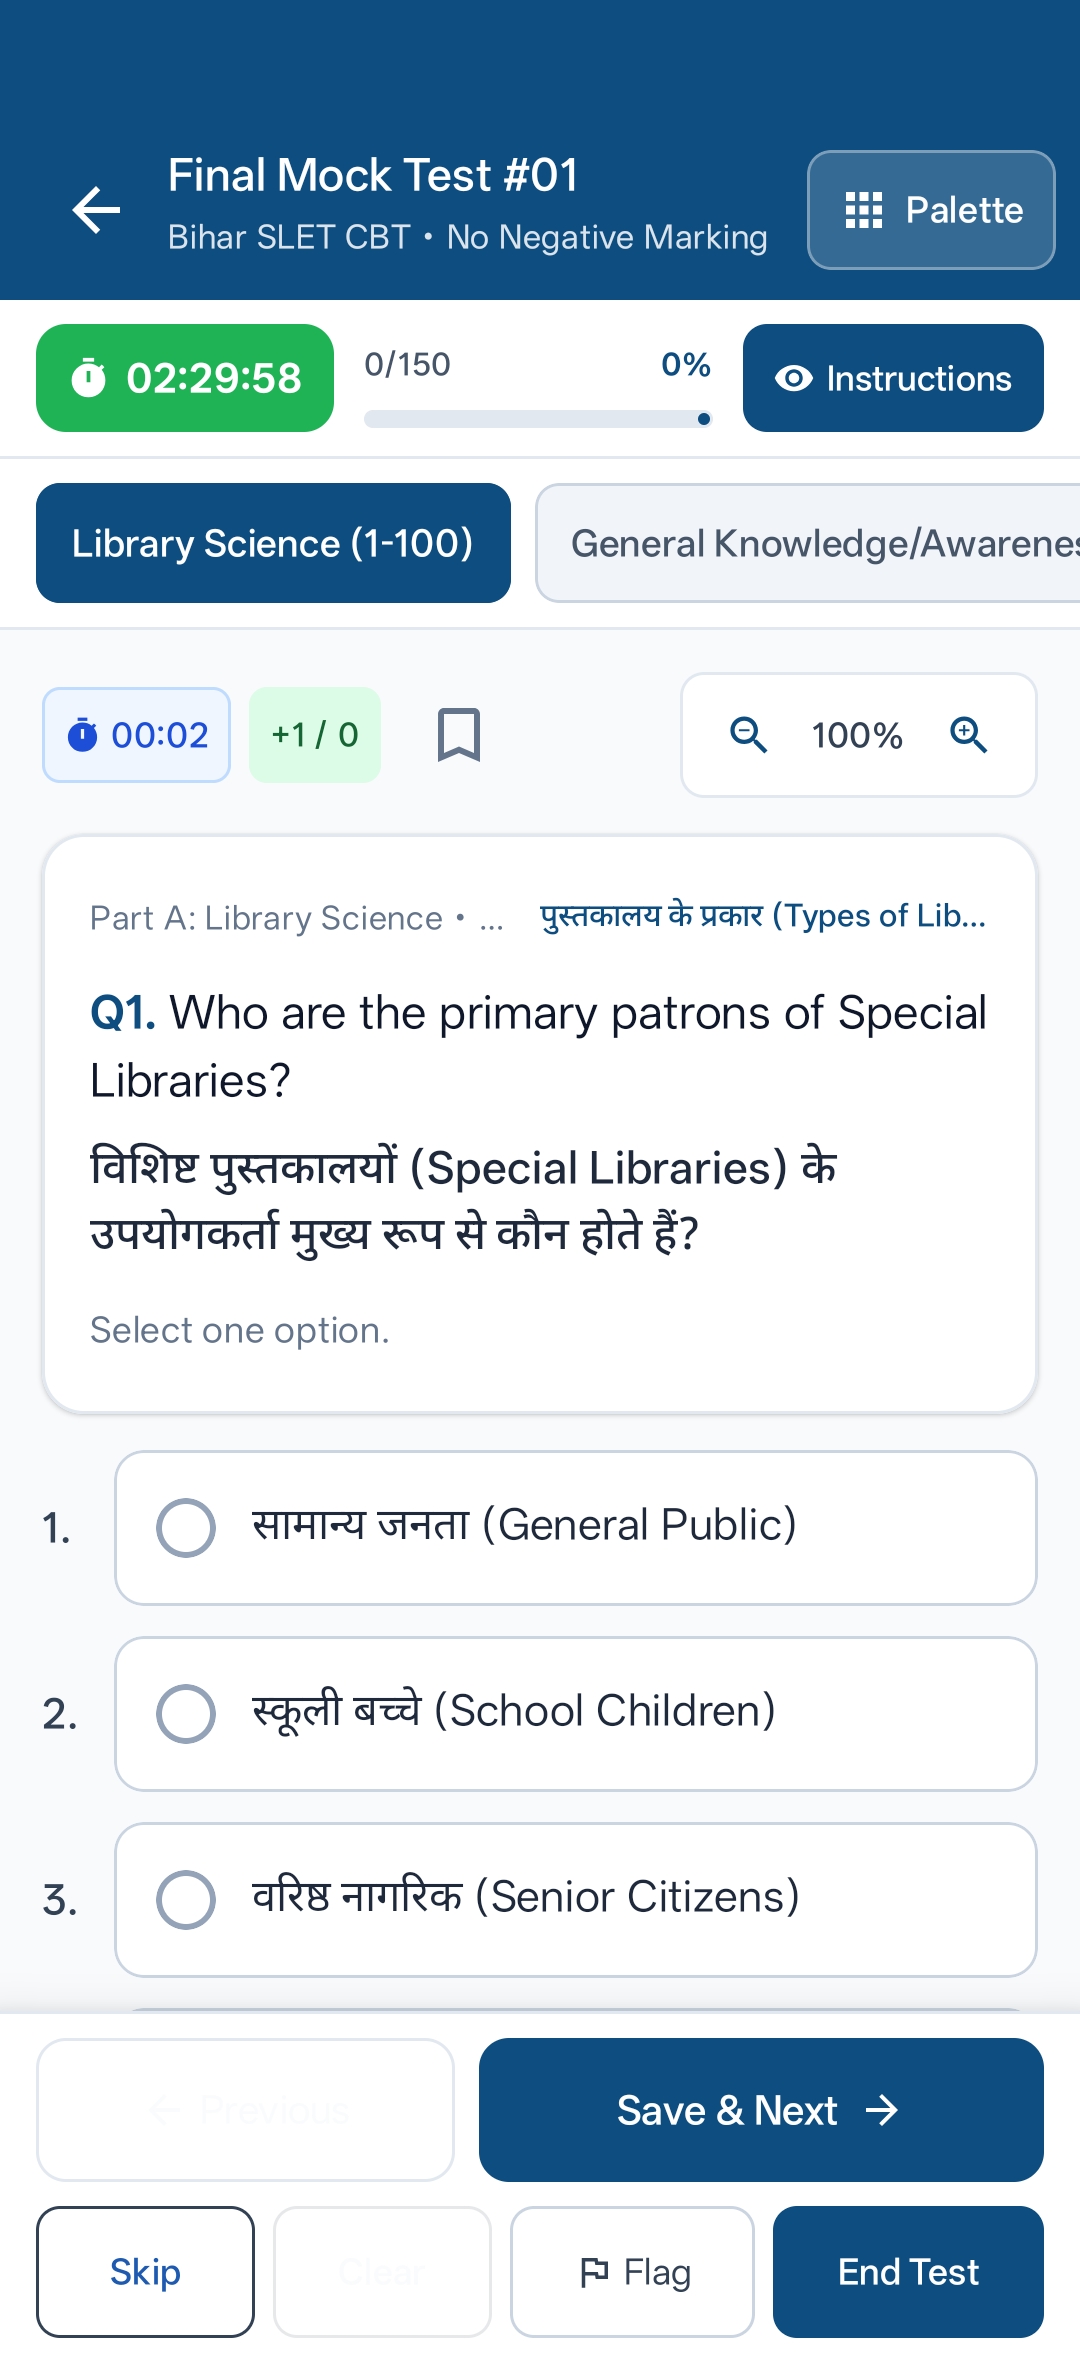 Final Mock Test #01
Bihar SLET CBT • No Negative Marking
Palette
02:29:58
0/150
0%
Instructions
Library Science (1-100)
General Knowledge/Awarenes
00:02
+1 / 0
100%
Part A: Library Science • ...
पुस्तकालय के प्रकार (Types of Lib...
Q1. Who are the primary patrons of Special
Libraries?
विशिष्ट पुस्तकालयों (Special Libraries) के
उपयोगकर्ता मुख्य रूप से कौन होते हैं?
Select one option.
1. सामान्य जनता (General Public)
2. स्कूली बच्चे (School Children)
3. वरिष्ठ नागरिक (Senior Citizens)
← Previous
Save & Next →
Skip
Clear
Flag
End Test